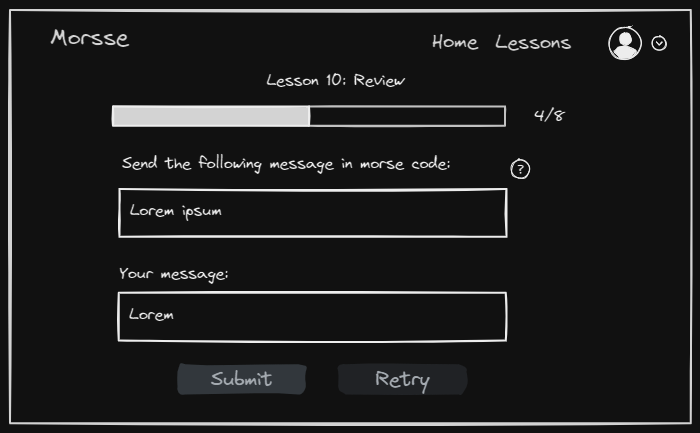 Morsse
Home Lessons
Lesson 10: Review
4/8
Send the following message in morse code:
?
Lorem ipsum
Your message:
Lorem
Submit Retry